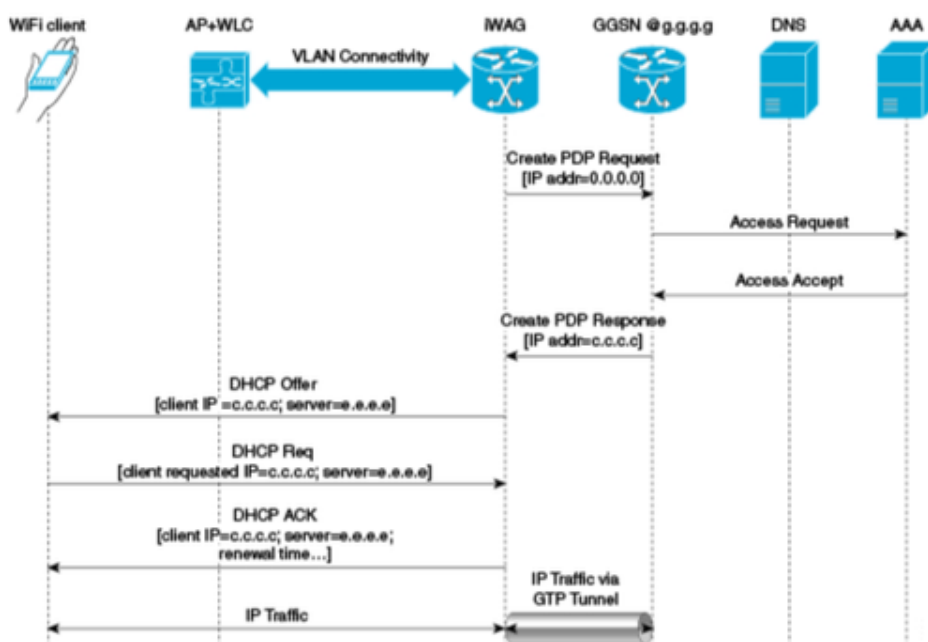 WiFi client
AP+WLC
iWAG
GGSN @g.g.g.g
DNS
AAA
VLAN Connectivity
Create PDP Request
[IP addr=0.0.0.0]
Access Request
Access Accept
Create PDP Response
[IP addr=c.c.c.c]
DHCP Offer
[client IP =c.c.c.c; server=e.e.e.e]
DHCP Req
[client requested IP=c.c.c.c; server=e.e.e.e]
DHCP ACK
[client IP=c.c.c.c; server=e.e.e.e;
renewal time...]
IP Traffic via
GTP Tunnel
IP Traffic